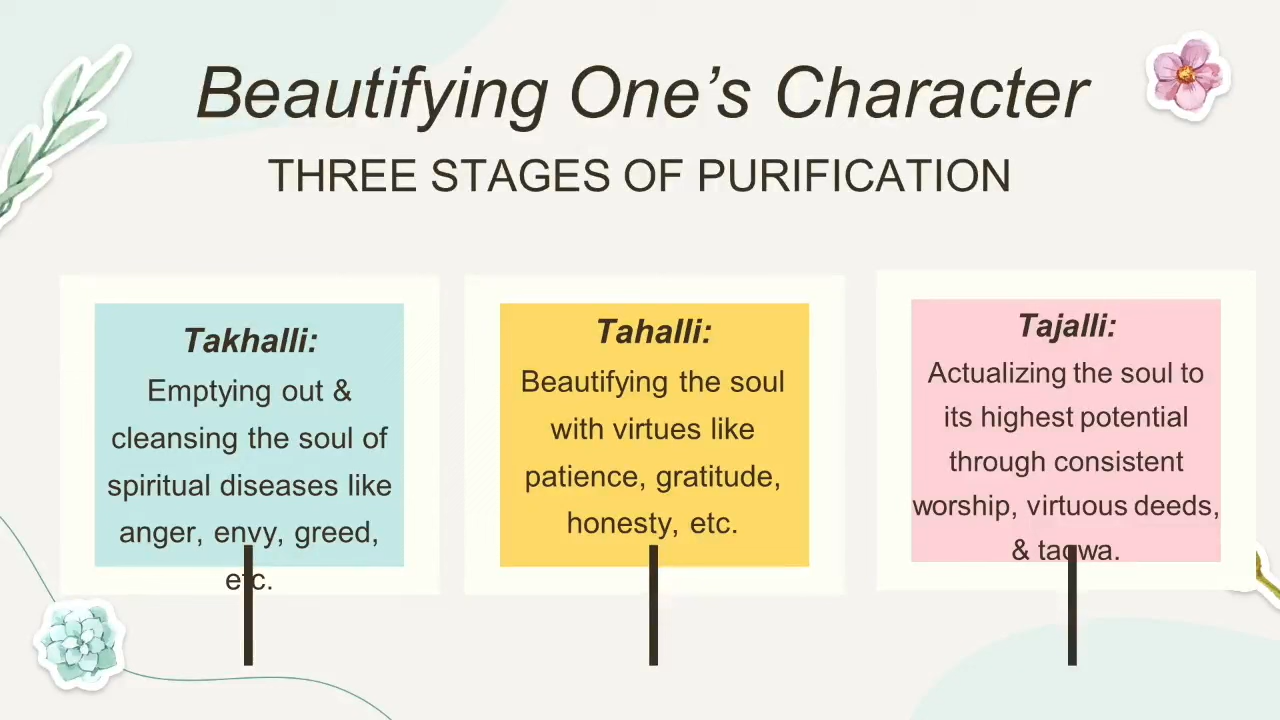 Beautifying One’s Character
THREE STAGES OF PURIFICATION
Takhalli:
Emptying out &
cleansing the soul of
spiritual diseases like
anger, envy, greed,
etc.
Tahalli:
Beautifying the soul
with virtues like
patience, gratitude,
honesty, etc.
Tajalli:
Actualizing the soul to
its highest potential
through consistent
worship, virtuous deeds,
& taqwa.